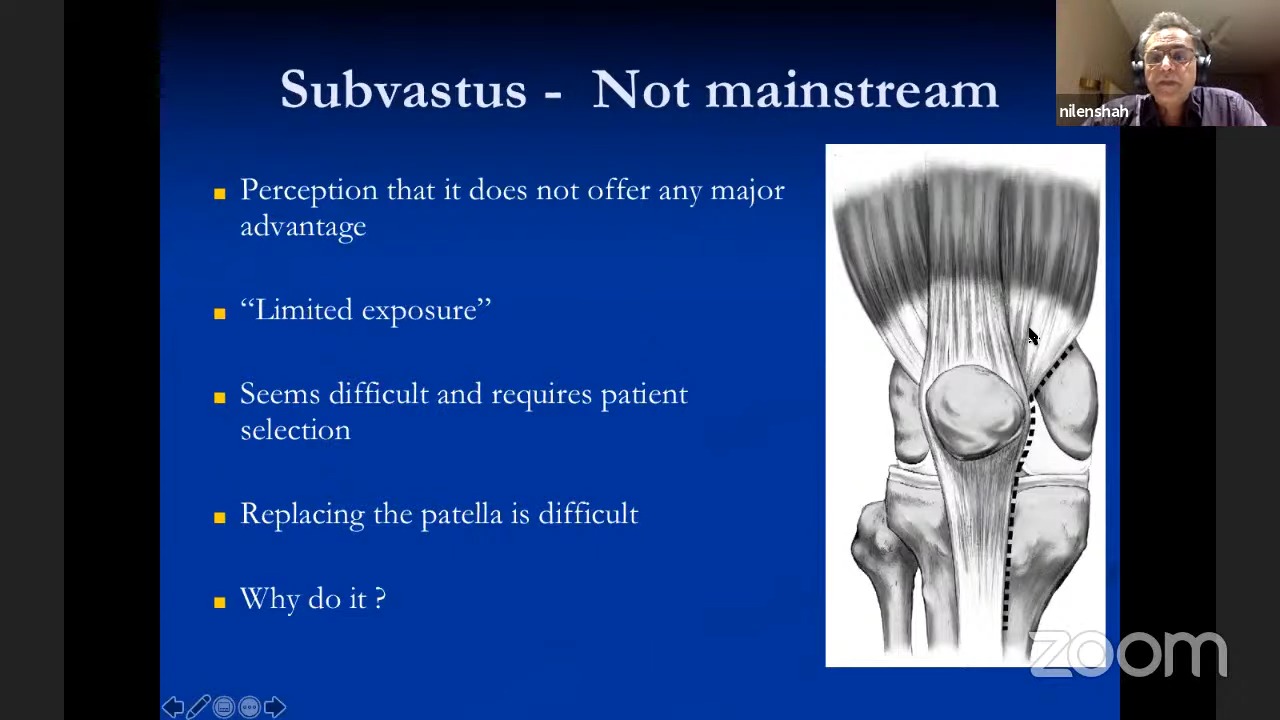 Subvastus - Not mainstream
nilenshah
Perception that it does not offer any major
advantage
“Limited exposure”
Seems difficult and requires patient
selection
Replacing the patella is difficult
Why do it ?
zoom